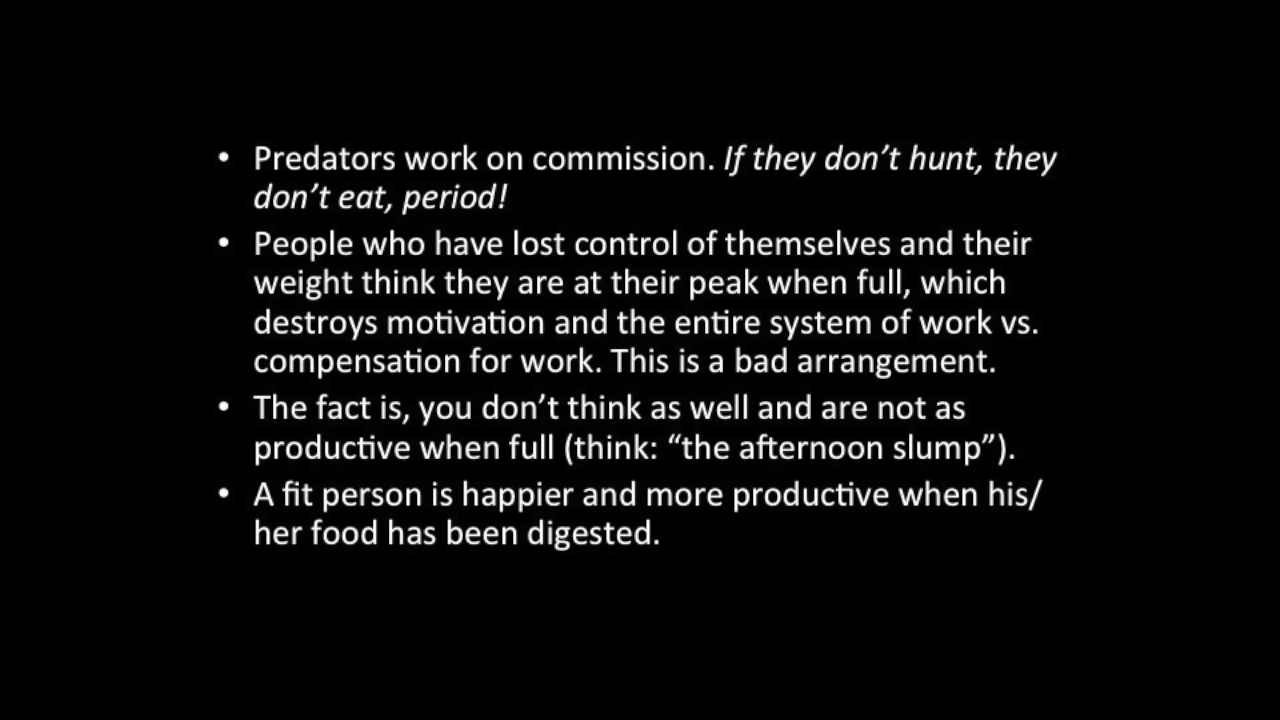 • Predators work on commission. If they don’t hunt, they
don’t eat, period!
• People who have lost control of themselves and their
weight think they are at their peak when full, which
destroys motivation and the entire system of work vs.
compensation for work. This is a bad arrangement.
• The fact is, you don’t think as well and are not as
productive when full (think: “the afternoon slump”).
• A fit person is happier and more productive when his/
her food has been digested.